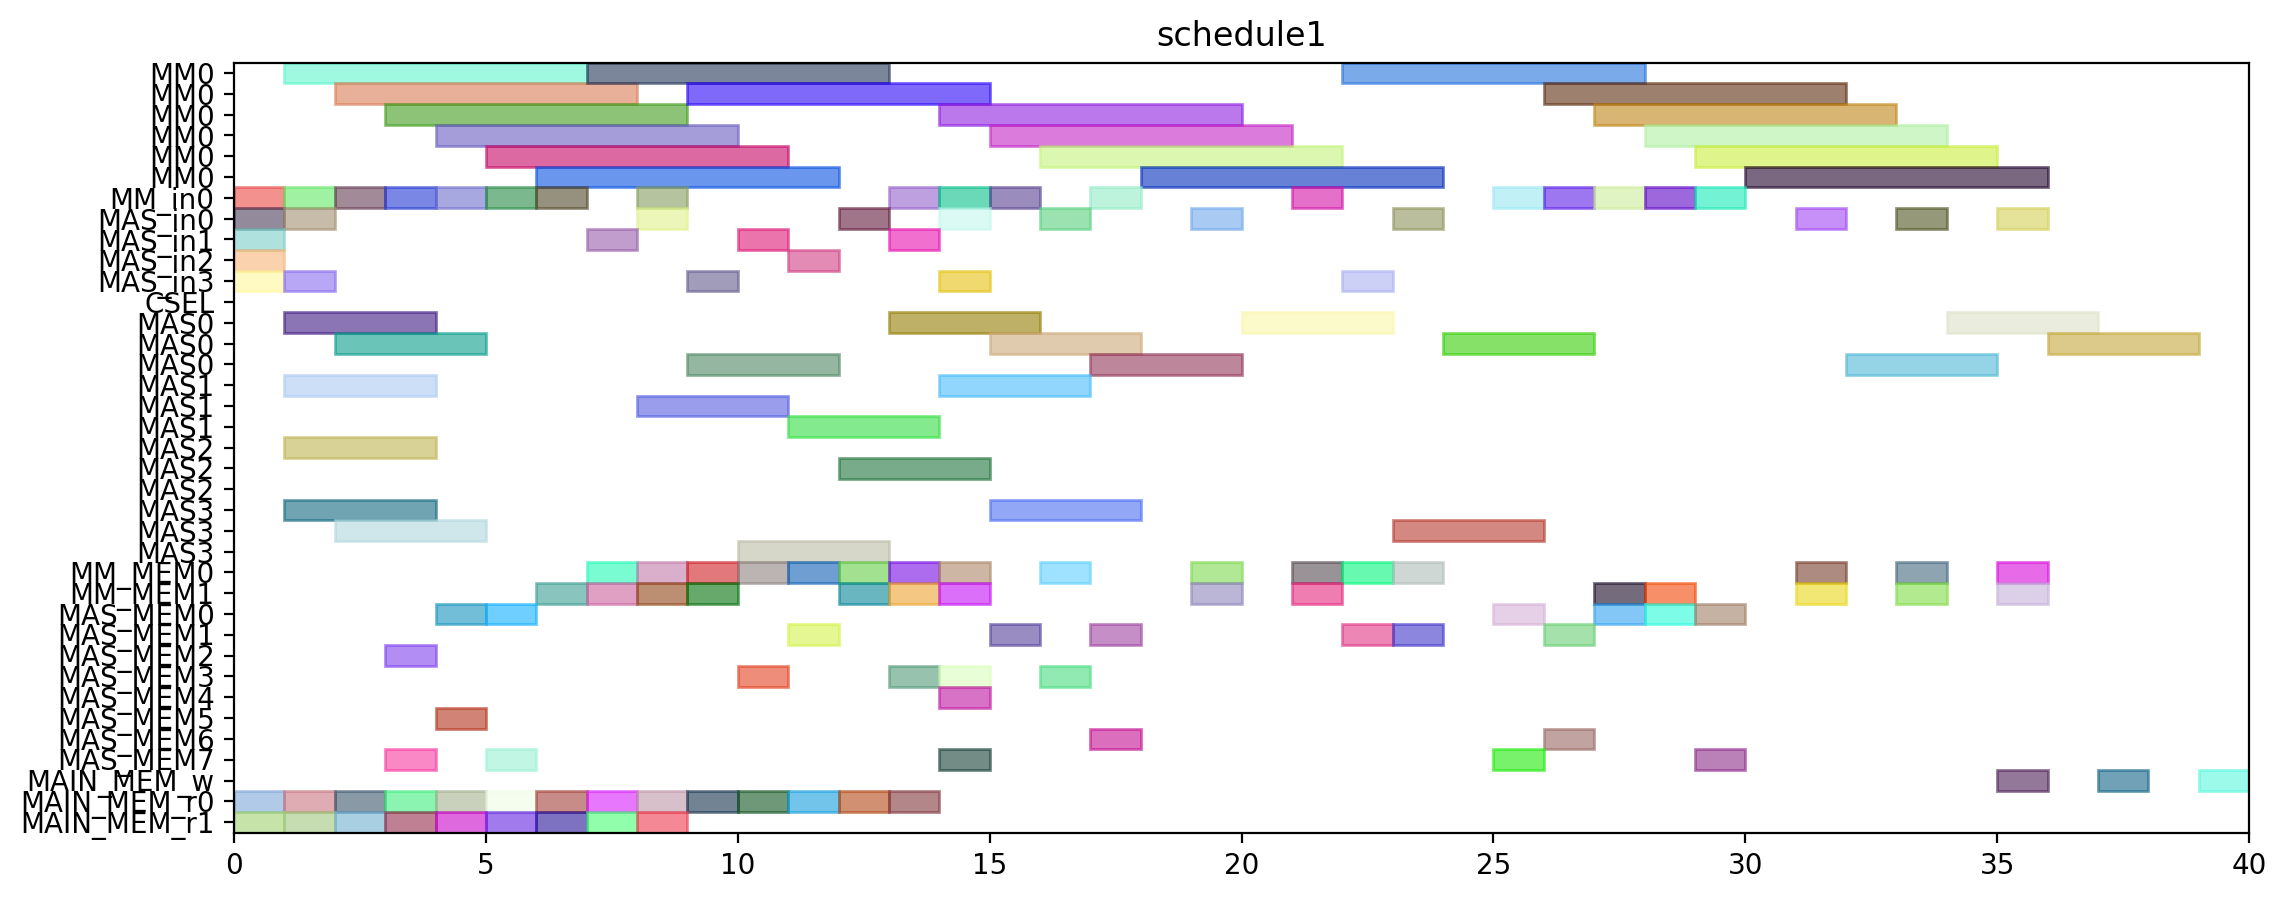 schedule1
MM0
MM0
MM0
MM0
MM0
MM0
MM_in0
MAS_in0
MAS_in1
MAS_in2
MAS_in3
CSEL
MAS0
MAS0
MAS0
MAS1
MAS1
MAS1
MAS2
MAS2
MAS2
MAS3
MAS3
MAS3
MM_MEM0
MM_MEM1
MAS_MEM0
MAS_MEM1
MAS_MEM2
MAS_MEM3
MAS_MEM4
MAS_MEM5
MAS_MEM6
MAS_MEM7
MAIN_MEM_w
MAIN_MEM_r0
MAIN_MEM_r1
0 5 10 15 20 25 30 35 40